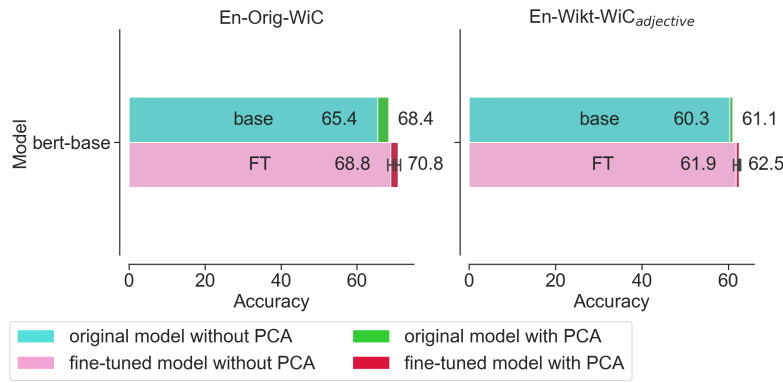 En-Orig-WiC
En-Wikt-WiC adjective
Model
bert-base
base 65.4 68.4
FT 68.8 70.8
base 60.3 61.1
FT 61.9 62.5
0 20 40 60
Accuracy
0 20 40 60
Accuracy
original model without PCA
original model with PCA
fine-tuned model without PCA
fine-tuned model with PCA